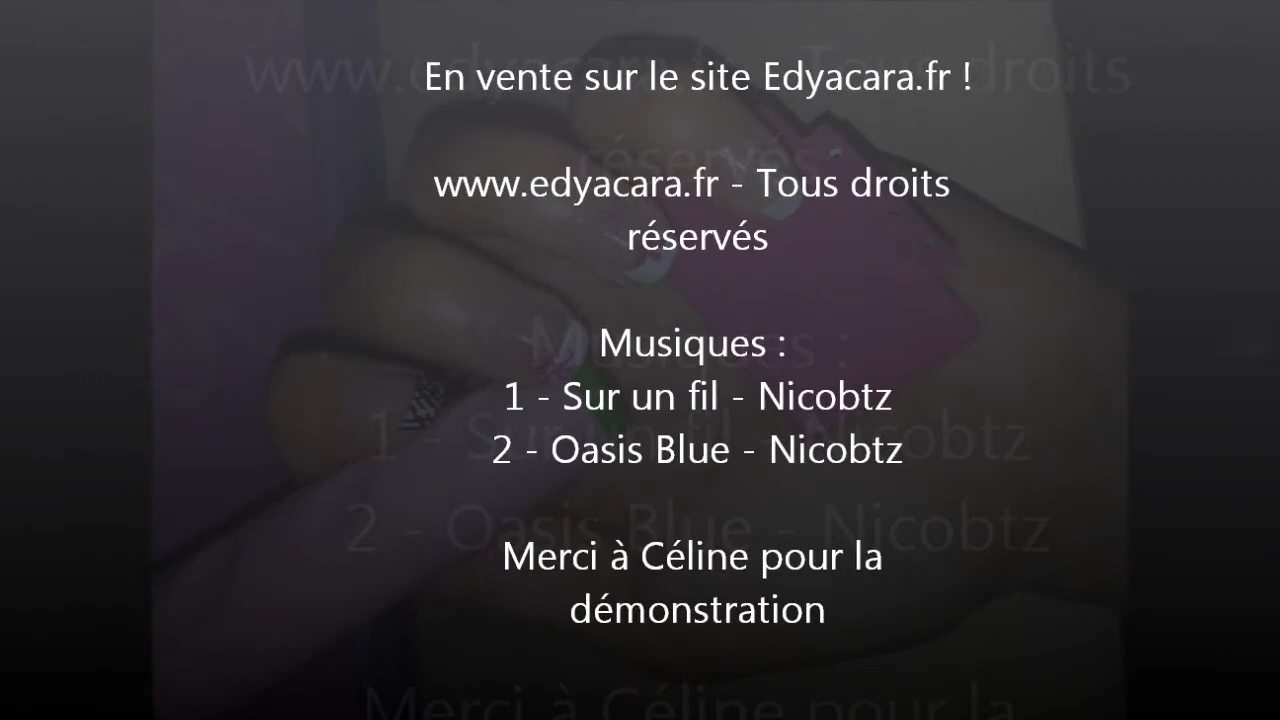 En vente sur le site Edyacara.fr !
www.edyacara.fr - Tous droits
réservés
Musiques :
1 - Sur un fil - Nicobtz
2 - Oasis Blue - Nicobtz
Merci à Céline pour la
démonstration